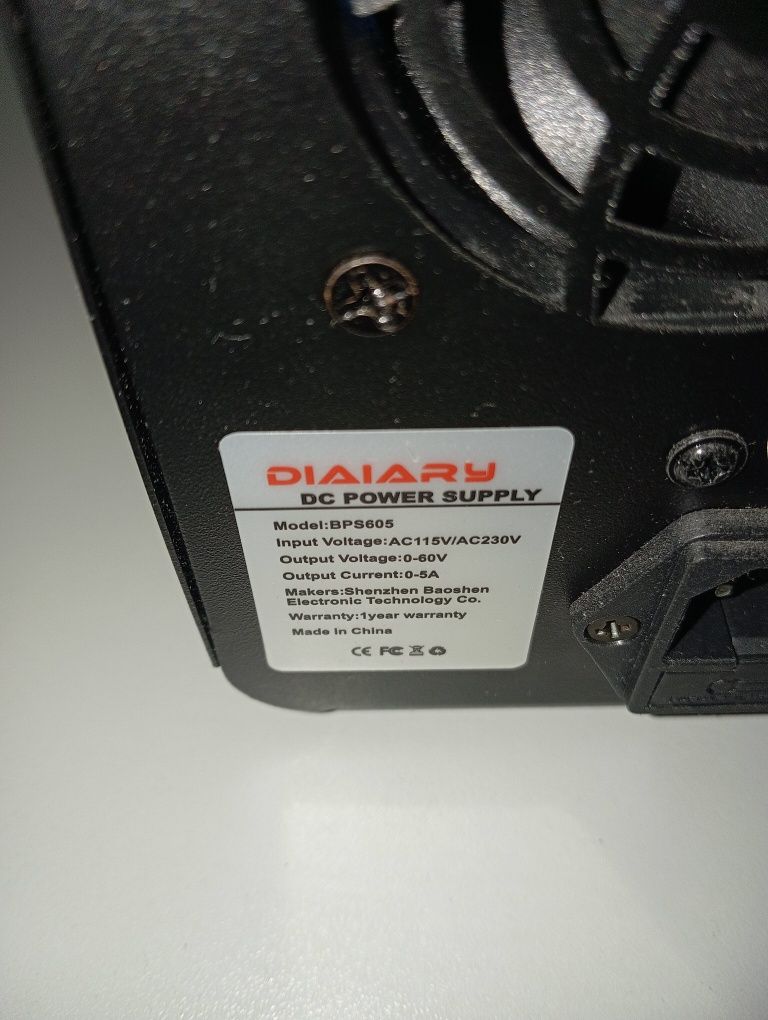 DIAIARY
DC POWER SUPPLY
Model:BPS605
Input Voltage:AC115V/AC230V
Output Voltage:0-60V
Output Current:0-5A
Makers:Shenzhen Baoshen
Electronic Technology Co.
Warranty:1year warranty
Made in China
CE FC